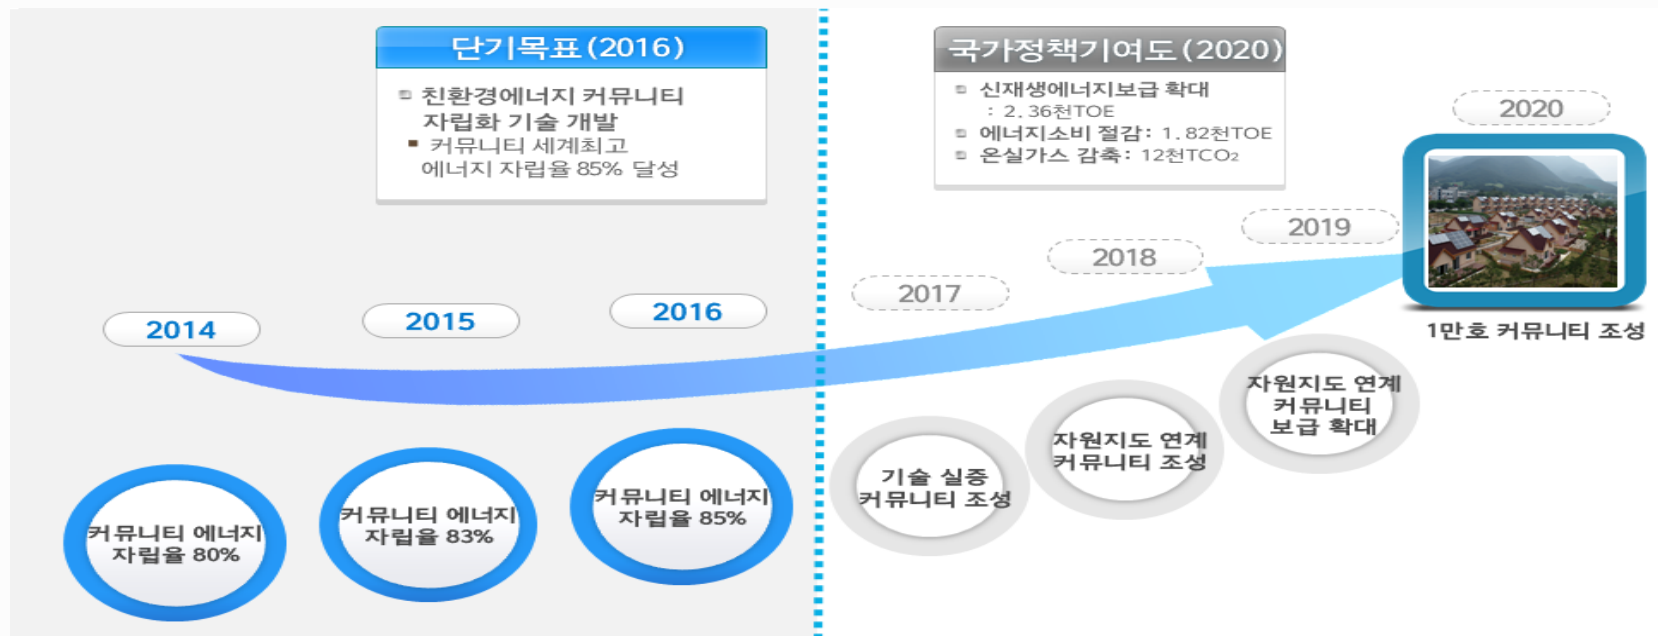 단기목표(2016)
친환경에너지 커뮤니티
자립화 기술 개발
커뮤니티 세계최고
에너지 자립율 85% 달성
국가정책기여도(2020)
신재생에너지보급 확대
: 2.36천TOE
에너지소비 절감: 1.82천TOE
온실가스 감축: 12천TCO₂
2014
2015
2016
2017
2018
2019
2020
1만호 커뮤니티 조성
커뮤니티 에너지
자립율 80%
커뮤니티 에너지
자립율 83%
커뮤니티 에너지
자립율 85%
기술 실증
커뮤니티 조성
자원지도 연계
커뮤니티 조성
자원지도 연계
커뮤니티
보급 확대